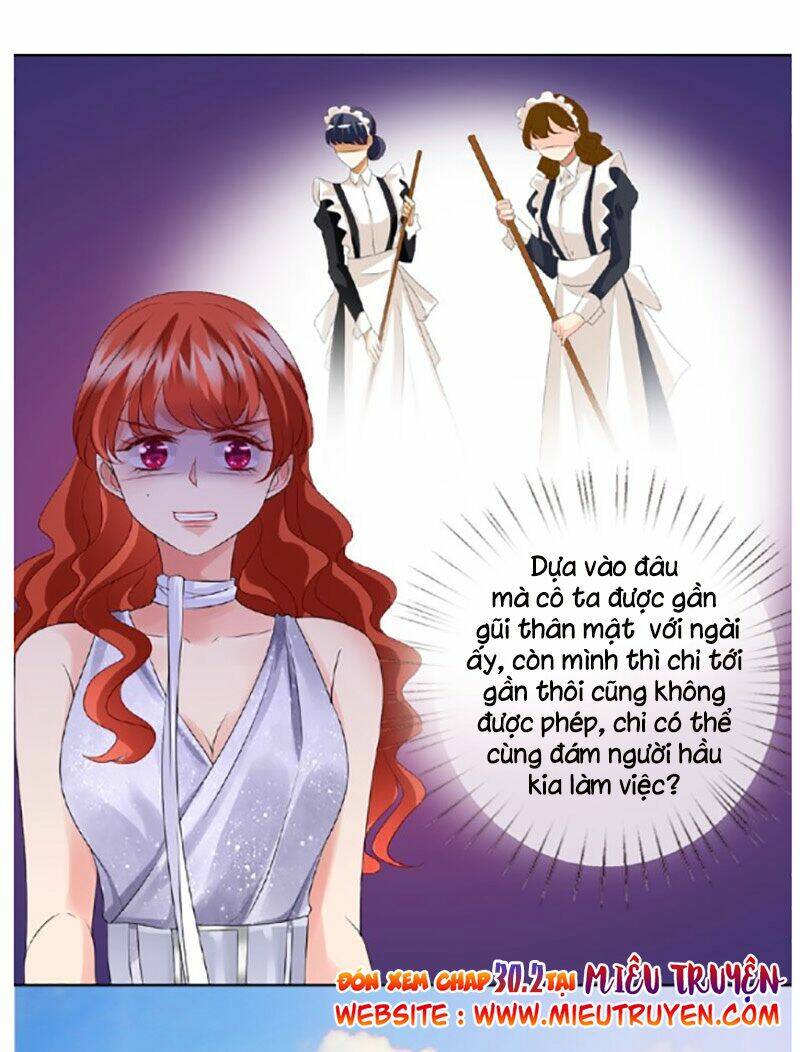 Dựa vào đâu
mà cô ta được gần
gũi thân mật với ngài
ấy, còn mình thì chỉ tới
gần thôi cũng không
được phép, chỉ có thể
cùng đám người hầu
kia làm việc?
ĐÓN XEM CHAP 30.2 TẠI MIÊU TRUYỆN
WEBSITE : WWW.MIEUTRUYEN.COM